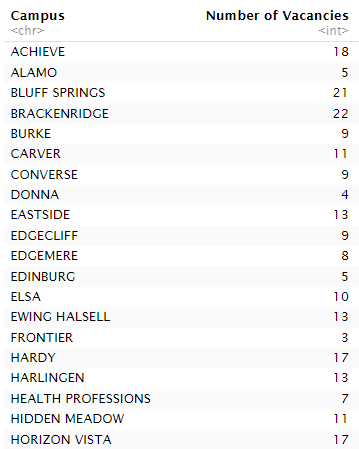 Campus Number of Vacancies
<chr> <int>
ACHIEVE 18
ALAMO 5
BLUFF SPRINGS 21
BRACKENRIDGE 22
BURKE 9
CARVER 11
CONVERSE 9
DONNA 4
EASTSIDE 13
EDGECLIFF 9
EDGEMERE 8
EDINBURG 5
ELSA 10
EWING HALSELL 13
FRONTIER 3
HARDY 17
HARLINGEN 13
HEALTH PROFESSIONS 7
HIDDEN MEADOW 11
HORIZON VISTA 17